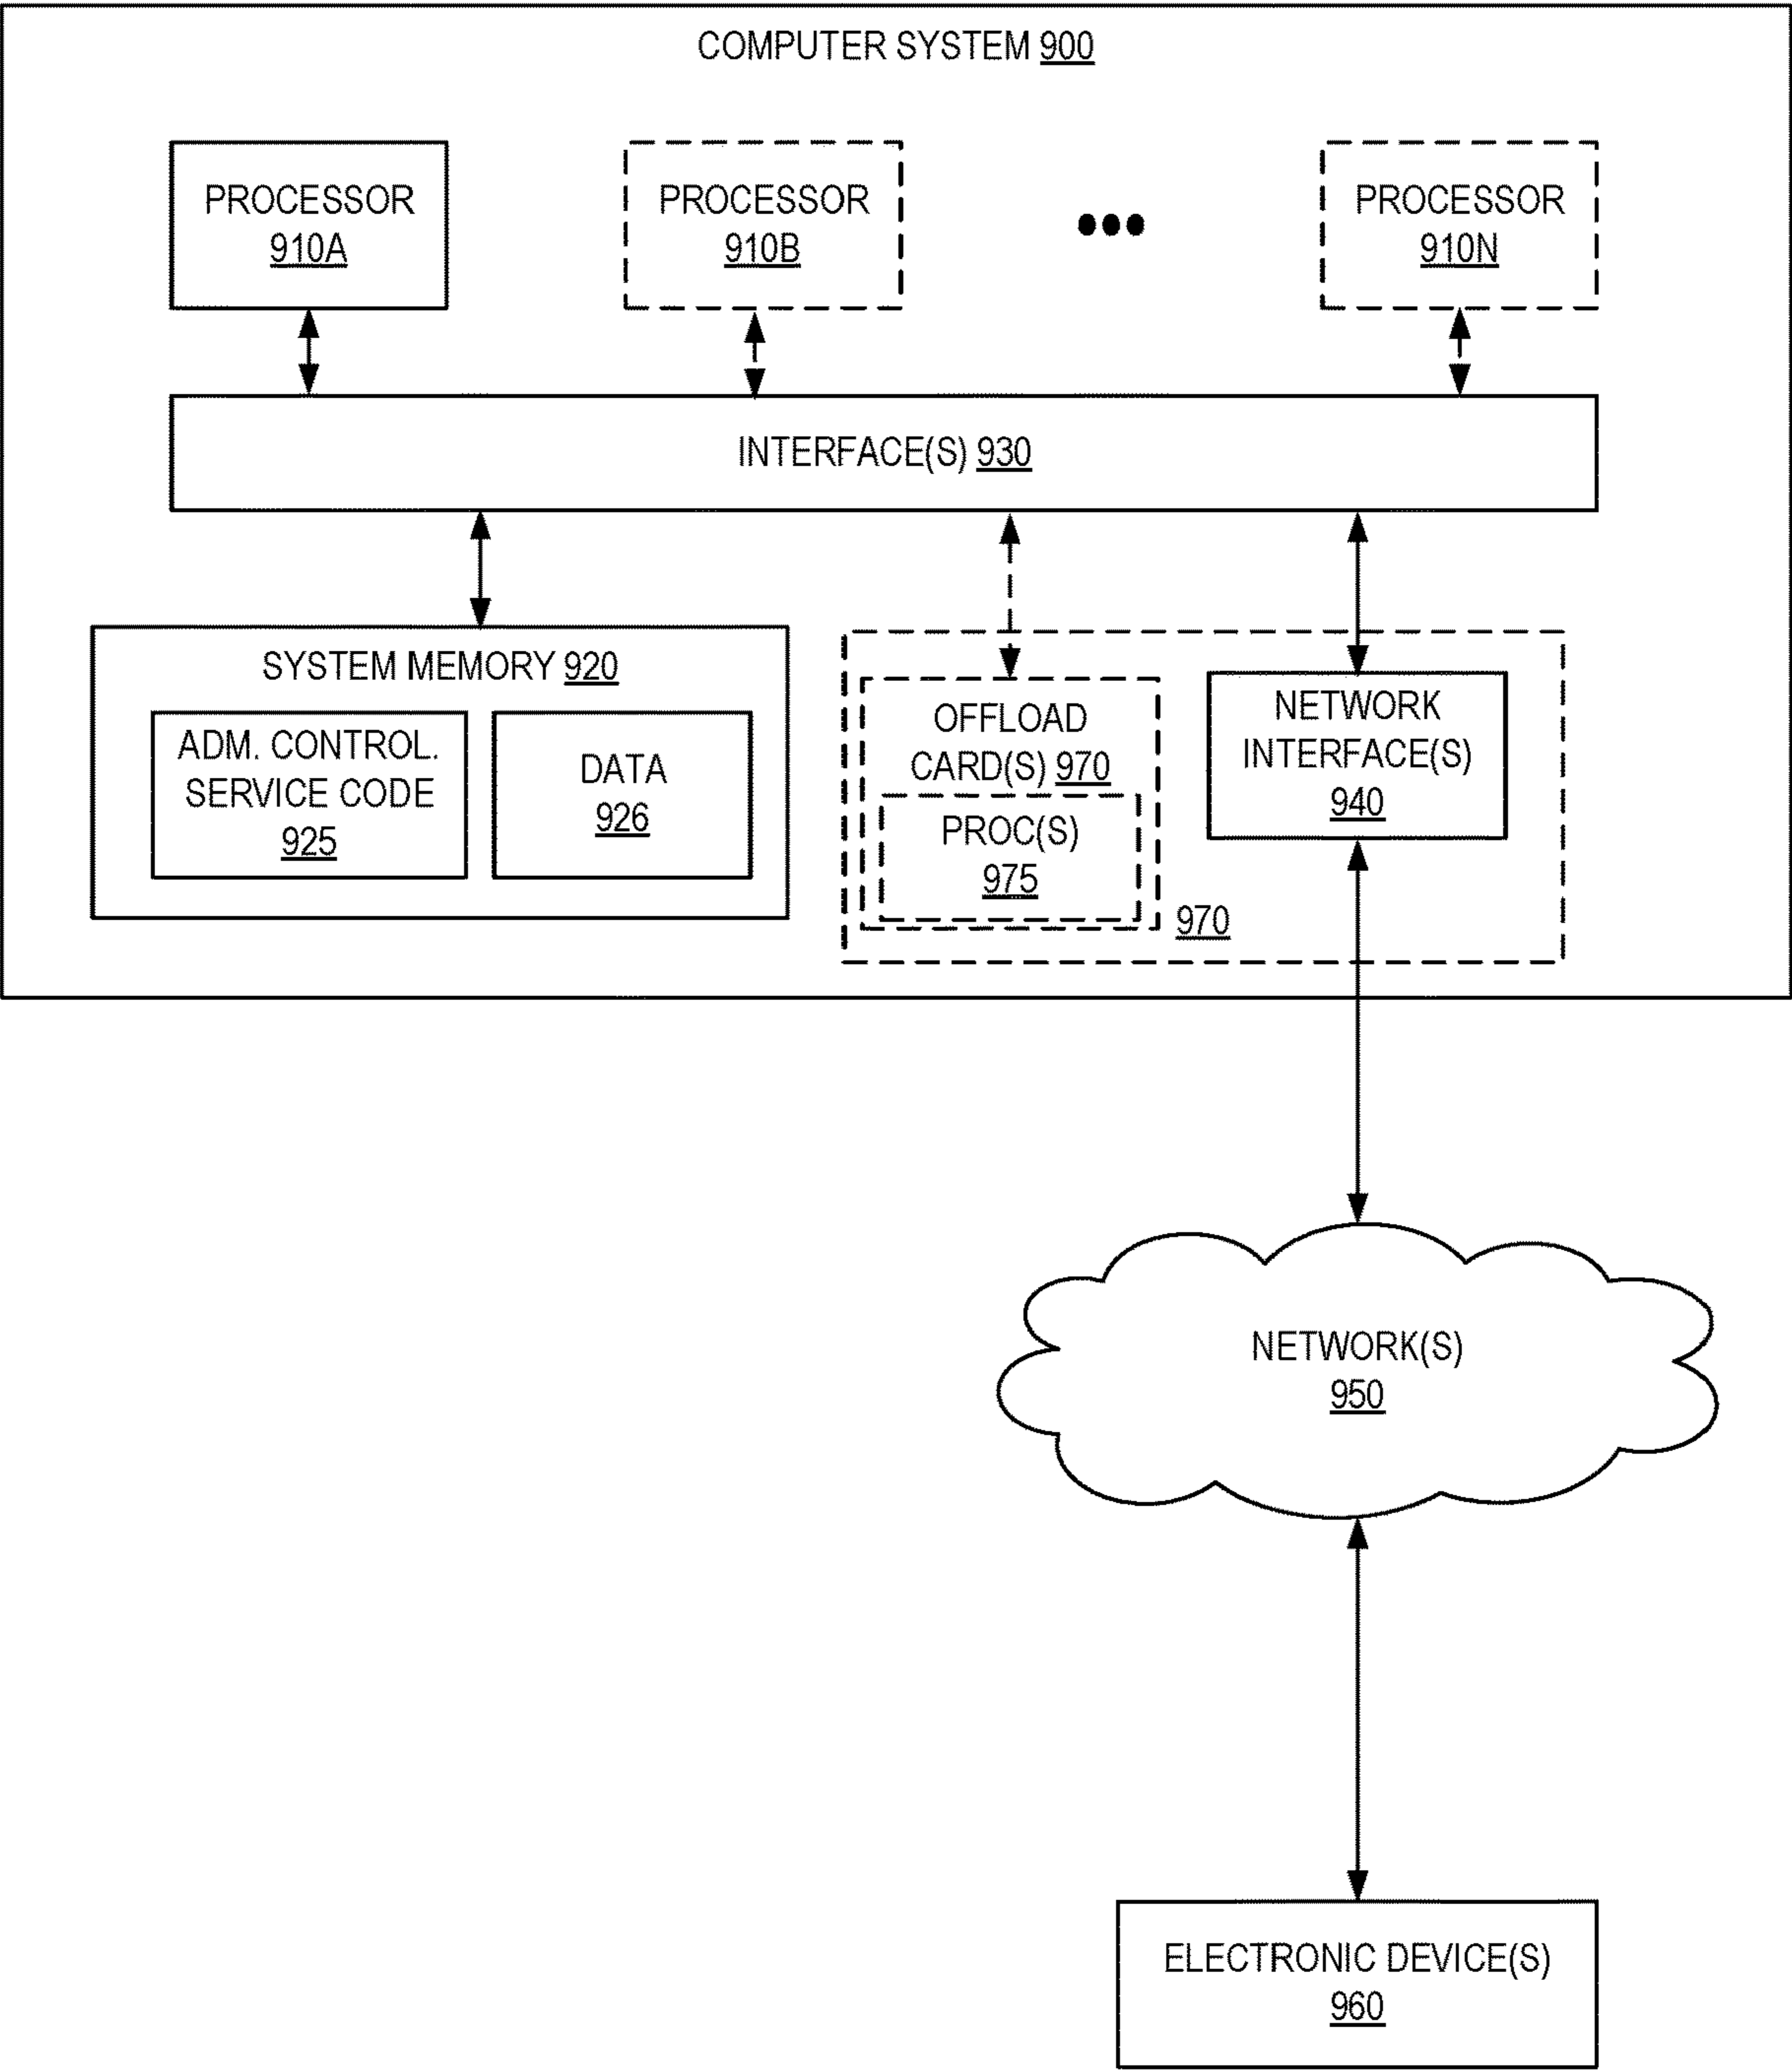 COMPUTER SYSTEM 900
PROCESSOR
910A
PROCESSOR
910B
PROCESSOR
910N
INTERFACE(S) 930
SYSTEM MEMORY 920
ADM. CONTROL.
SERVICE CODE
925
DATA
926
OFFLOAD
CARD(S) 970
PROC(S)
975
970
NETWORK
INTERFACE(S)
940
NETWORK(S)
950
ELECTRONIC DEVICE(S)
960